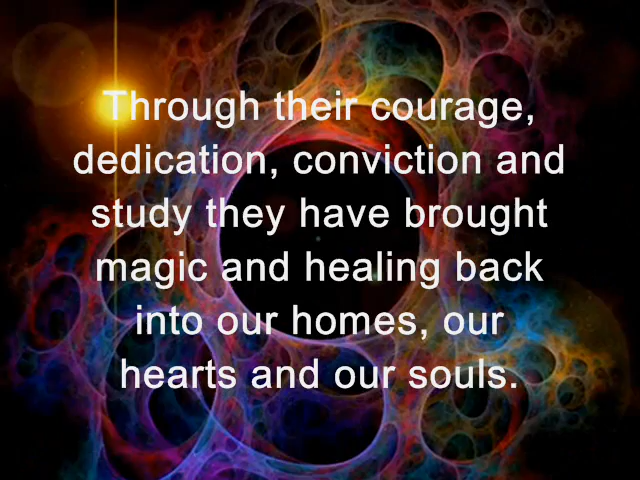 Through their courage,
dedication, conviction and
study they have brought
magic and healing back
into our homes, our
hearts and our souls.